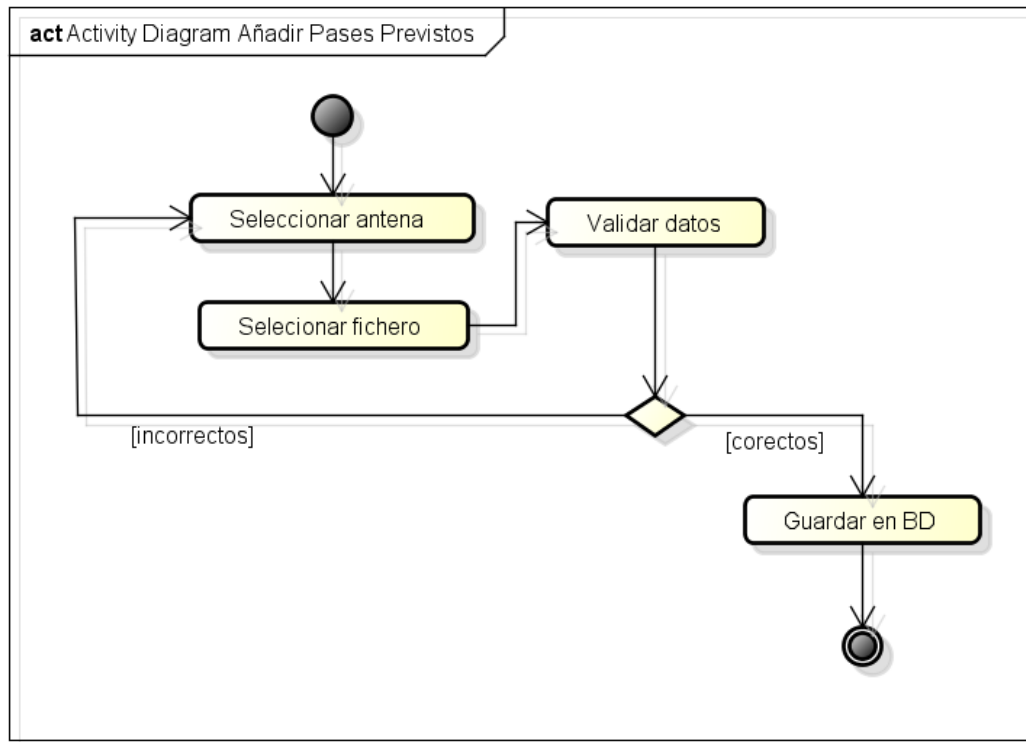 act Activity Diagram Añadir Pases Previstos
Seleccionar antena
Validar datos
Selecionar fichero
[incorrectos]
[corectos]
Guardar en BD